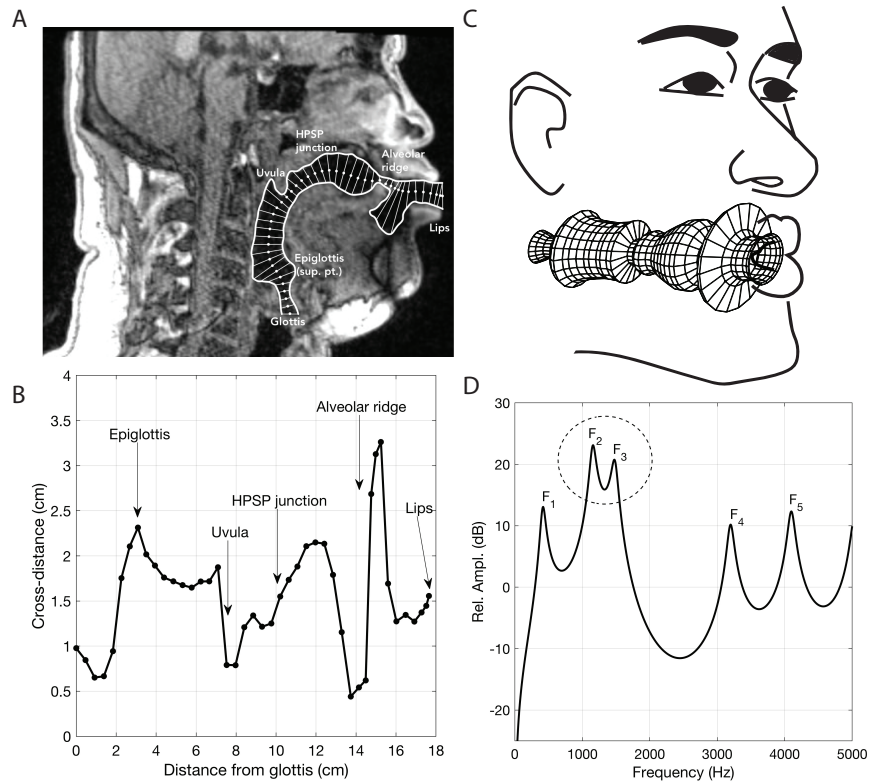 A
HPSP
junction
Alveolar
ridge
Uvula
Lips
Epiglottis
(sup. pt.)
Glottis
C
B
4
3.5
3
2.5
2
1.5
1
0.5
0
Cross-distance (cm)
Epiglottis
Uvula
HPSP junction
Alveolar ridge
Lips
0 2 4 6 8 10 12 14 16 18
Distance from glottis (cm)
D
30
20
10
0
-10
-20
Rel. Ampl. (dB)
F1
F2
F3
F4
F5
0 1000 2000 3000 4000 5000
Frequency (Hz)